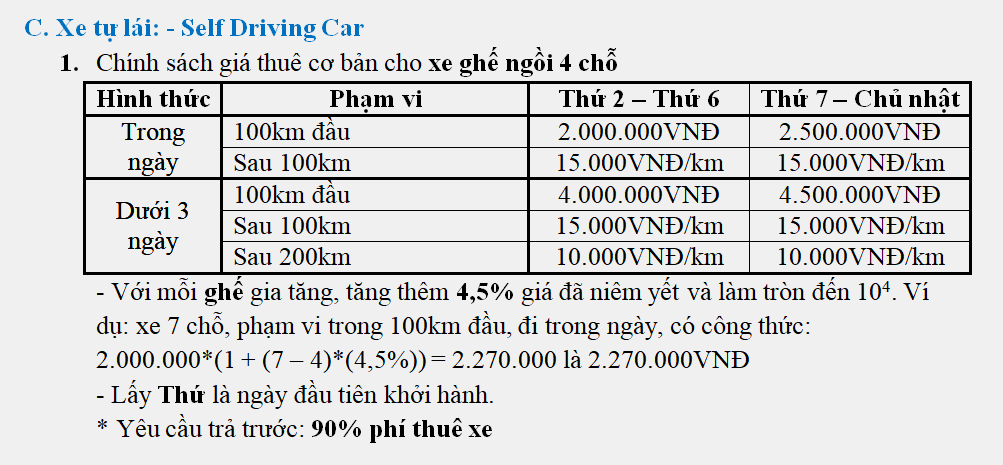 C. Xe tự lái: - Self Driving Car
1. Chính sách giá thuê cơ bản cho xe ghế ngồi 4 chỗ
Hình thức Phạm vi Thứ 2 – Thứ 6 Thứ 7 – Chủ nhật
Trong ngày 100km đầu 2.000.000VNĐ 2.500.000VNĐ
Sau 100km 15.000VNĐ/km 15.000VNĐ/km
Dưới 3 ngày 100km đầu 4.000.000VNĐ 4.500.000VNĐ
Sau 100km 15.000VNĐ/km 15.000VNĐ/km
Sau 200km 10.000VNĐ/km 10.000VNĐ/km
- Với mỗi ghế gia tăng, tăng thêm 4,5% giá đã niêm yết và làm tròn đến 10⁴. Ví
dụ: xe 7 chỗ, phạm vi trong 100km đầu, đi trong ngày, có công thức:
2.000.000*(1 + (7 – 4)*(4,5%)) = 2.270.000 là 2.270.000VNĐ
- Lấy Thứ là ngày đầu tiên khởi hành.
* Yêu cầu trả trước: 90% phí thuê xe